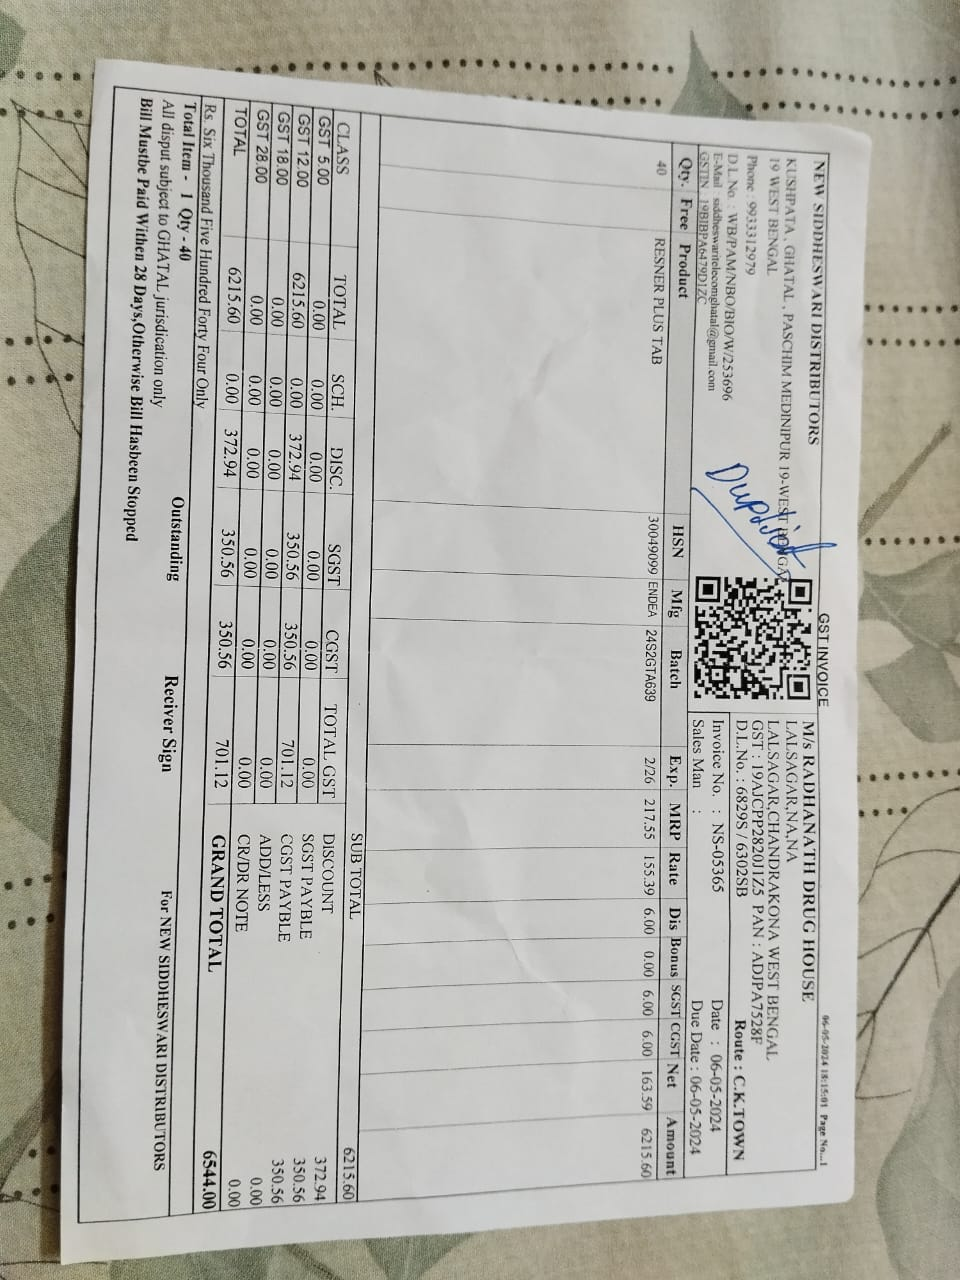 06-05-2024 18:15:01 Page No...1
GST INVOICE
NEW SIDDHESWARI DISTRIBUTORS
KUSHPATA , GHATAL , PASCHIM MEDINIPUR 19-WEST BENGAL
19 WEST BENGAL
Phone : 9933312979
D.L.No. : WB/PAM/NBO/BIO/W/253696
E-Mail : siddheswaritelecomghatal@gmail.com
GSTIN : 19BIBPA6479D1ZC
M/s RADHANATH DRUG HOUSE
LALSAGAR,NA,NA
LALSAGAR,CHANDRAKONA WEST BENGAL
GST : 19AJCPP2820J1Z5 PAN : ADJPA7528F
D.L.No. : 6829S / 6302SB Route : C.K.TOWN
Invoice No. : NS-05365 Date : 06-05-2024
Sales Man : Due Date : 06-05-2024
Qty. Free Product HSN Mfg Batch Exp. MRP Rate Dis Bonus SGST CGST Net Amount
40 RESNER PLUS TAB 30049099 ENDEA 24S2GTA639 2/26 217.55 155.39 6.00 0.00 6.00 6.00 163.59 6215.60
SUB TOTAL 6215.60
CLASS TOTAL SCH. DISC. SGST CGST TOTAL GST DISCOUNT 372.94
GST 5.00 0.00 0.00 0.00 0.00 0.00 0.00 SGST PAYBLE 350.56
GST 12.00 6215.60 0.00 372.94 350.56 350.56 701.12 CGST PAYBLE 350.56
GST 18.00 0.00 0.00 0.00 0.00 0.00 0.00 ADD/LESS 0.00
GST 28.00 0.00 0.00 0.00 0.00 0.00 0.00 CR/DR NOTE 0.00
TOTAL 6215.60 0.00 372.94 350.56 350.56 701.12 GRAND TOTAL 6544.00
Rs. Six Thousand Five Hundred Forty Four Only
Total Item - 1 Qty - 40 Outstanding Reciver Sign For NEW SIDDHESWARI DISTRIBUTORS
All disput subject to GHATAL jurisdication only
Bill Mustbe Paid Withen 28 Days,Otherwise Bill Hasbeen Stopped